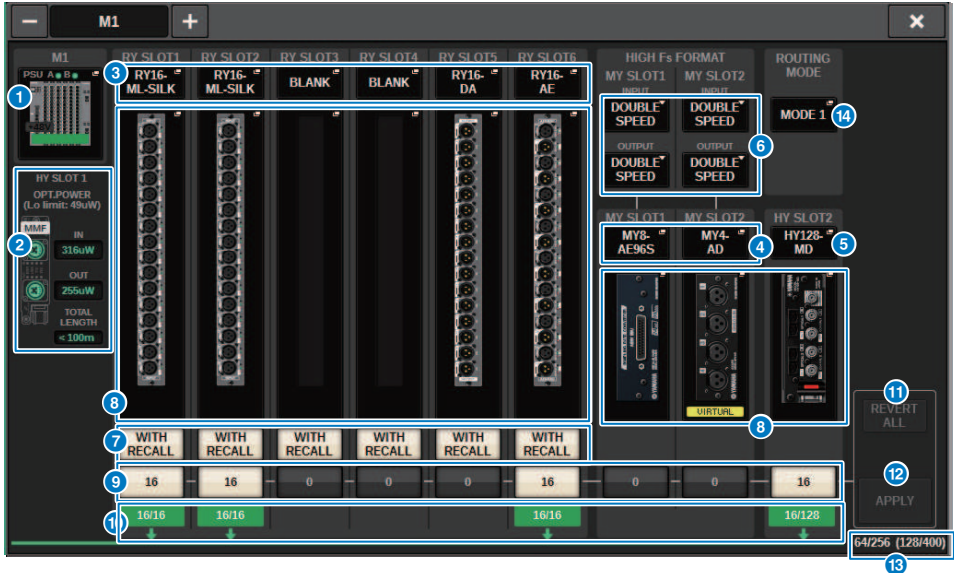 M1
M1
PSU A B
+48V
1
HY SLOT 1
OPT.POWER
(Lo limit: 49uW)
MMF
2
IN
316uW
OUT
255uW
TOTAL
LENGTH
< 100m
RY SLOT1 RY SLOT2 RY SLOT3 RY SLOT4 RY SLOT5 RY SLOT6
3
RY16-
ML-SILK
RY16-
ML-SILK
BLANK
BLANK
RY16-
DA
RY16-
AE
8
7
WITH
RECALL
WITH
RECALL
WITH
RECALL
WITH
RECALL
WITH
RECALL
WITH
RECALL
HIGH Fs FORMAT
MY SLOT1 MY SLOT2
INPUT INPUT
DOUBLE
SPEED
DOUBLE
SPEED
6
OUTPUT OUTPUT
DOUBLE
SPEED
DOUBLE
SPEED
ROUTING
MODE
MODE 1
14
MY SLOT1 MY SLOT2 HY SLOT2
MY8-
AE96S
MY4-
AD
4
HY128-
MD
5
VIRTUAL
8
9
16 16 0 0 0 16 0 0 16
10
16/16 16/16 16/16 16/128
11
REVERT
ALL
12
APPLY
64/256 (128/400)
13